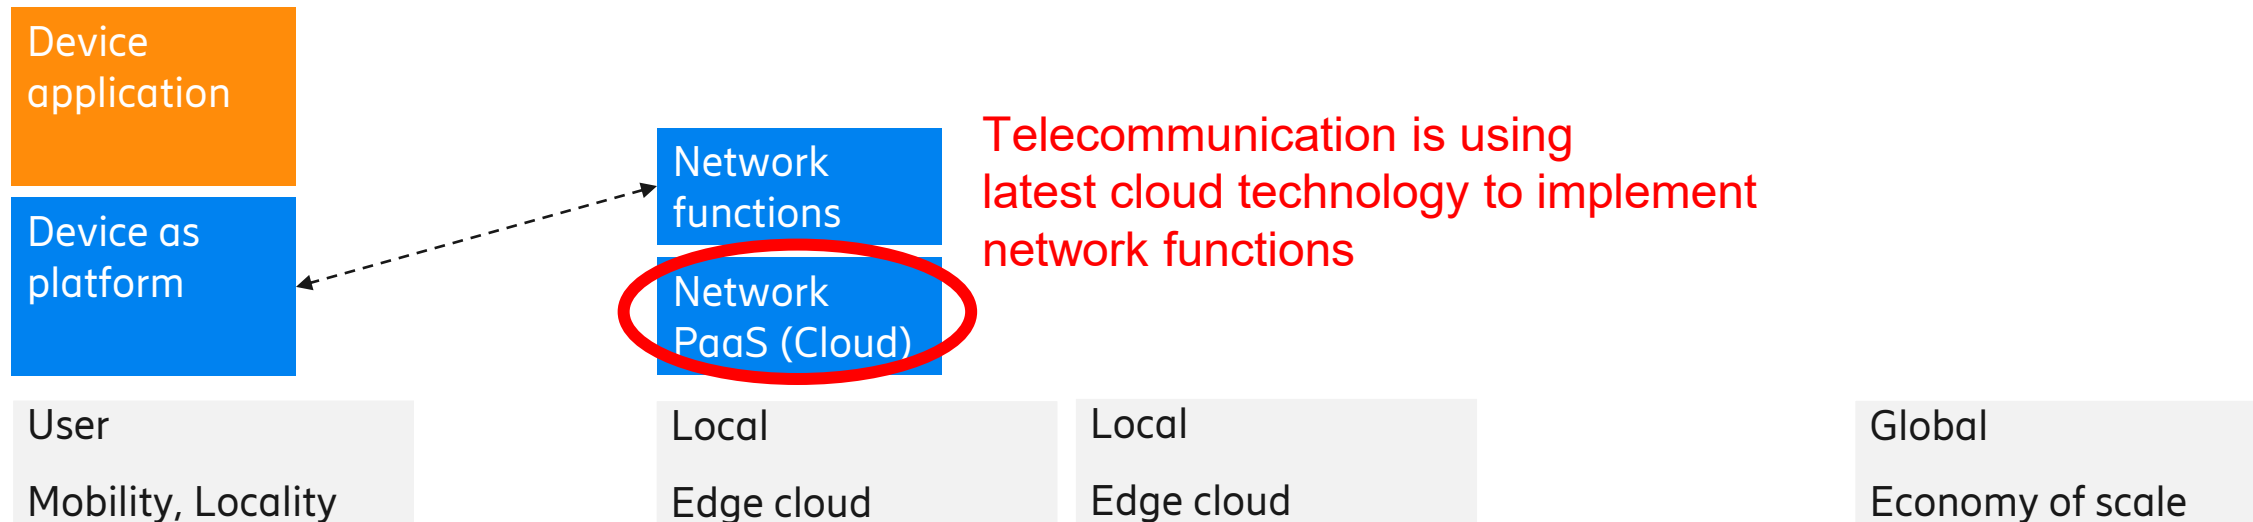 Device
application
Device as
platform
Network
functions
Network
PaaS (Cloud)
Telecommunication is using
latest cloud technology to implement
network functions
User
Mobility, Locality
Local
Edge cloud
Local
Edge cloud
Global
Economy of scale